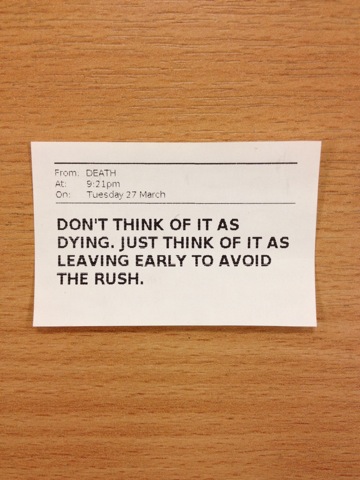 From: DEATH
At: 9:21pm
On: Tuesday 27 March
DON'T THINK OF IT AS
DYING. JUST THINK OF IT AS
LEAVING EARLY TO AVOID
THE RUSH.